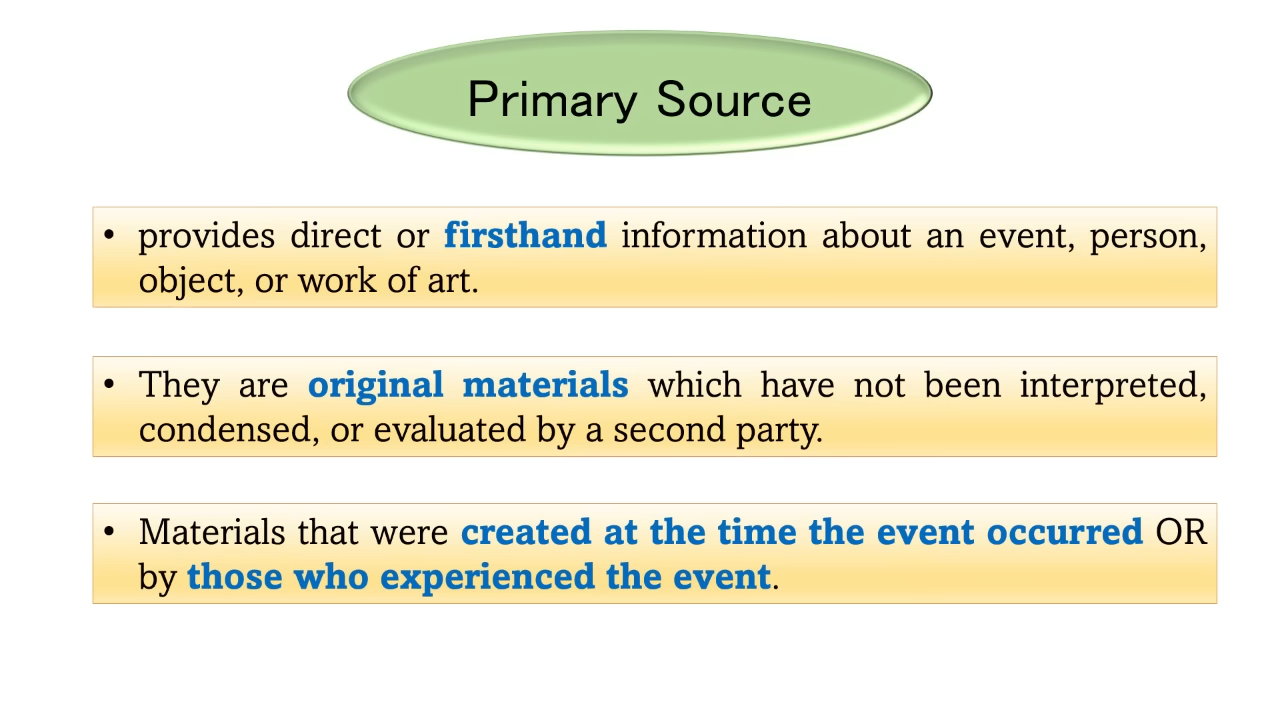 Primary Source
• provides direct or firsthand information about an event, person,
object, or work of art.
• They are original materials which have not been interpreted,
condensed, or evaluated by a second party.
• Materials that were created at the time the event occurred OR
by those who experienced the event.